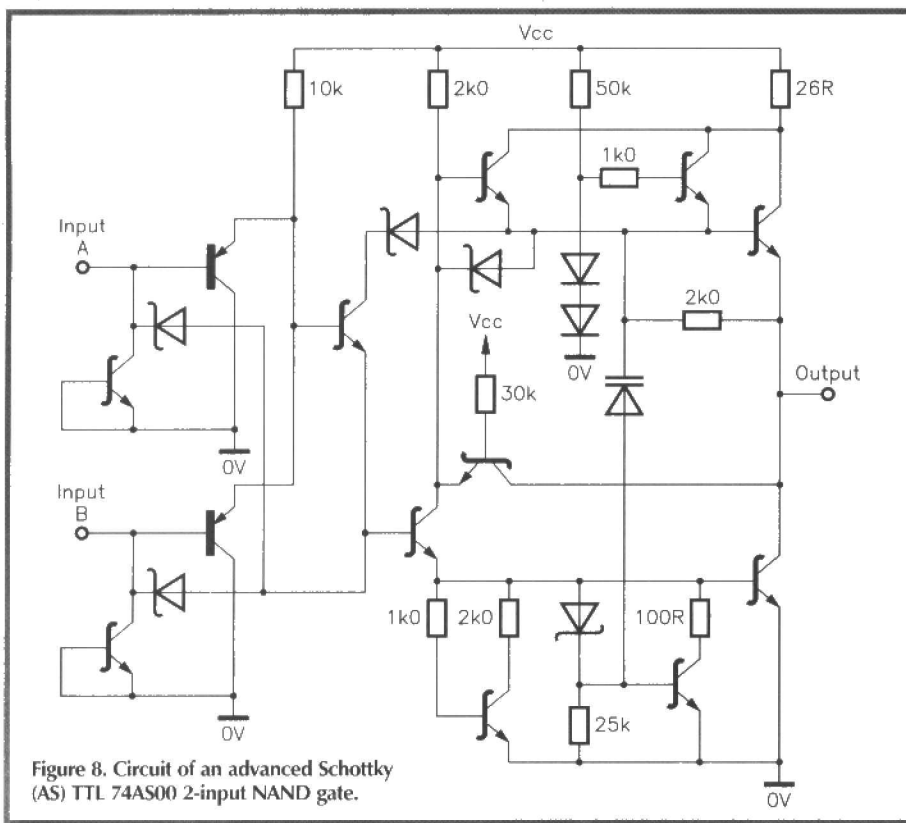 Vcc
10k
2k0
50k
26R
1k0
Input
A
2k0
Vcc
0V
Output
30k
0V
Input
B
1k0
2k0
100R
25k
0V
0V
Figure 8. Circuit of an advanced Schottky
(AS) TTL 74AS00 2-input NAND gate.